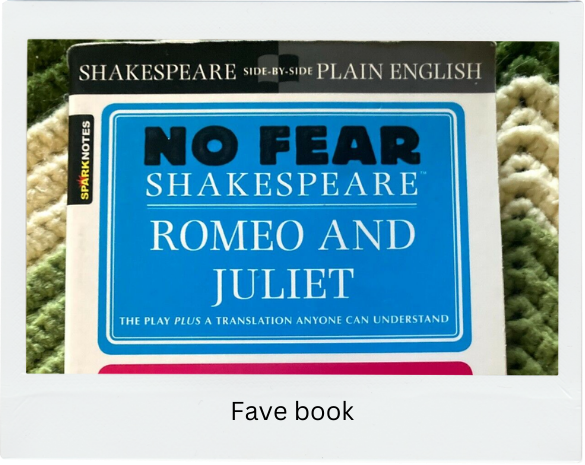 SHAKESPEARE SIDE-BY-SIDE PLAIN ENGLISH
SPARKNOTES
NO FEAR
SHAKESPEARE™
ROMEO AND
JULIET
THE PLAY PLUS A TRANSLATION ANYONE CAN UNDERSTAND
Fave book